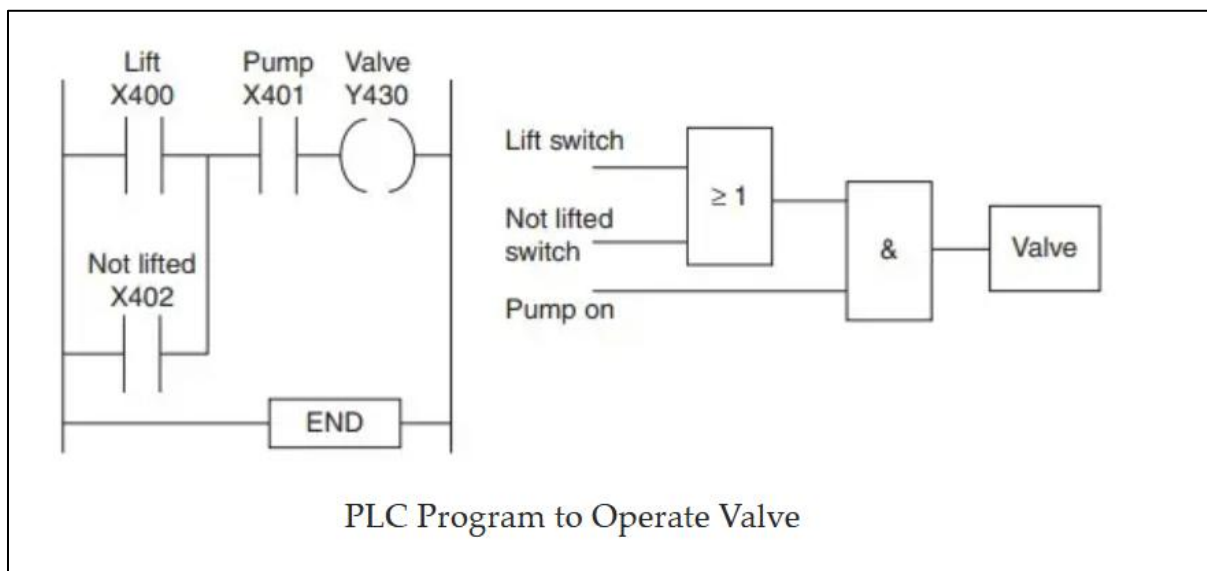 Lift
X400
Pump
X401
Valve
Y430
Not lifted
X402
END
Lift switch
Not lifted
switch
Pump on
≥ 1
&
Valve
PLC Program to Operate Valve